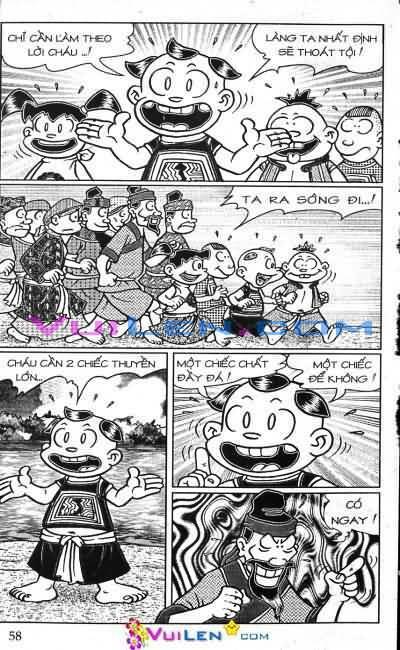 CHỈ CẦN LÀM THEO
LỜI CHÁU...!
LÀNG TA NHẤT ĐỊNH
SẼ THOÁT TỘI!
TA RA SÔNG ĐI...!
VuiLen.com
CHÁU CẦN 2 CHIẾC THUYỀN
LỚN...
MỘT CHIẾC CHẤT
ĐẦY ĐÁ!
MỘT CHIẾC
ĐỂ KHÔNG!
CÓ
NGAY!
58
VuiLen.com